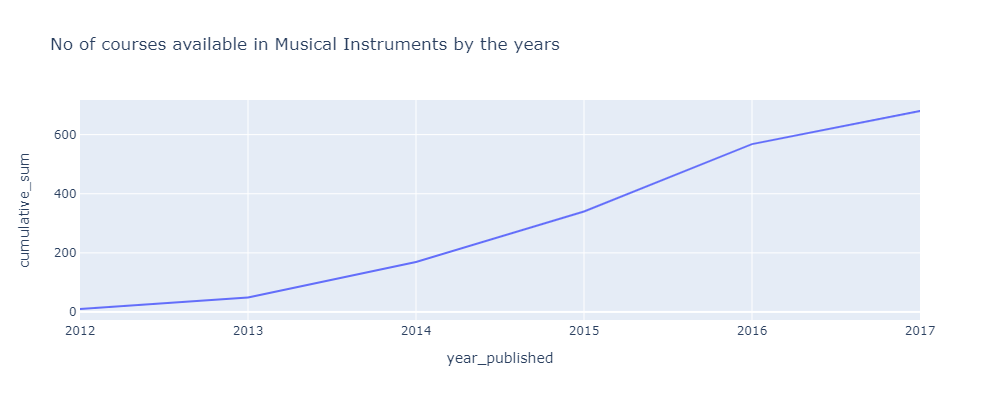 No of courses available in Musical Instruments by the years
cumulative_sum
600
400
200
0
2012 2013 2014 2015 2016 2017
year_published